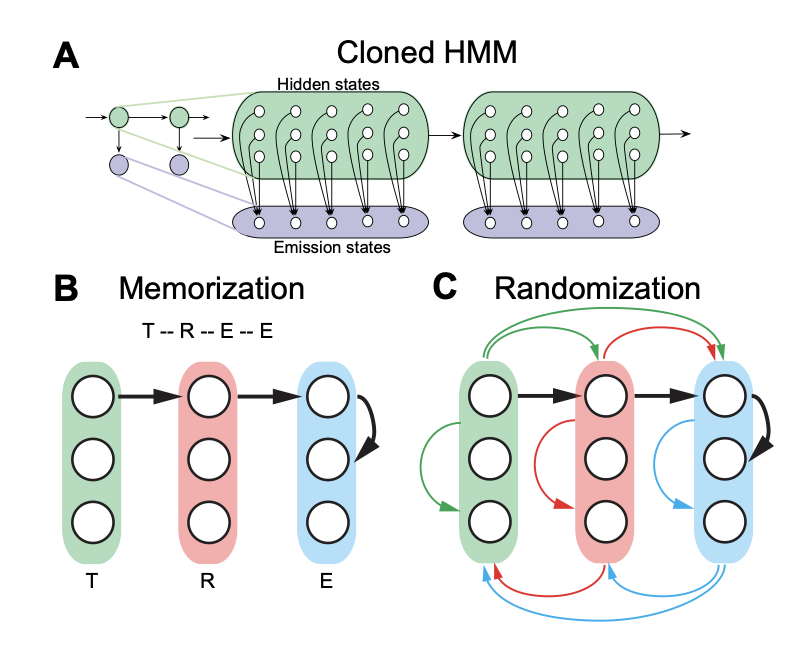 A
Cloned HMM
Hidden states
Emission states
B
Memorization
T -- R -- E -- E
T
R
E
C
Randomization